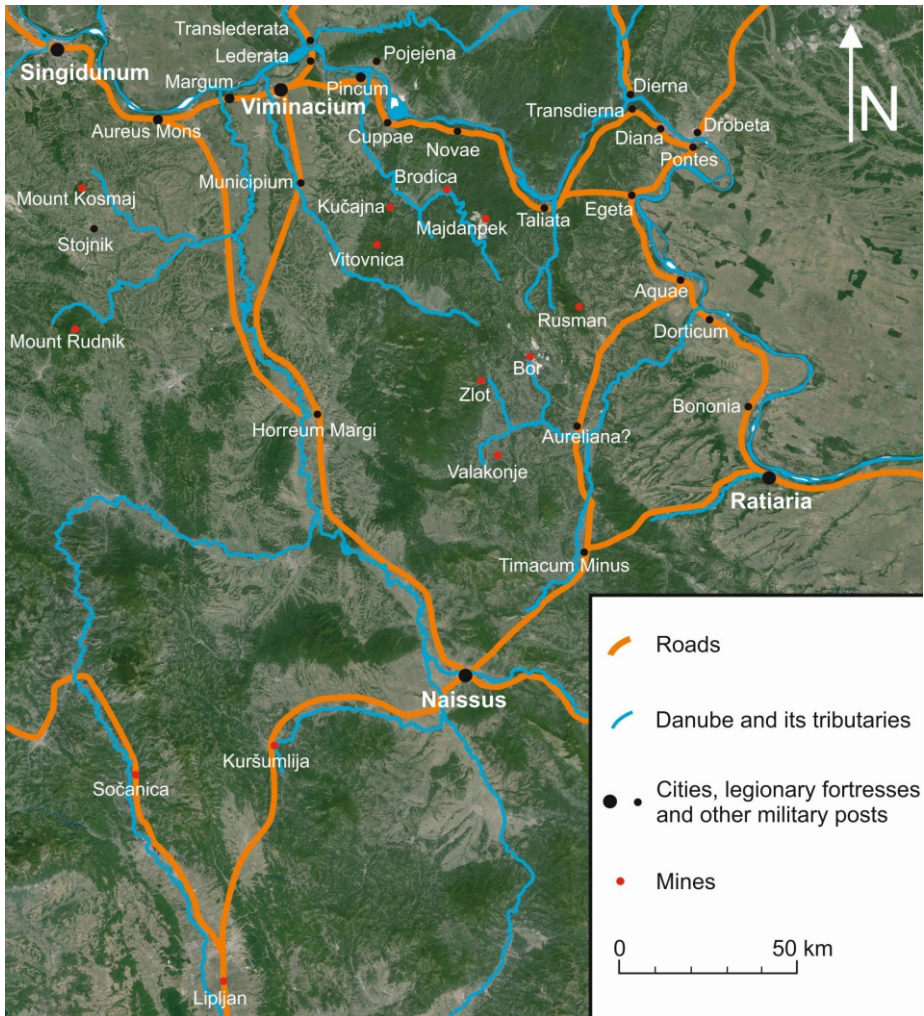 Translederata
Lederata
Pojejena
Singidunum
Margum
Viminacium
Pincum
Dierna
Transdierna
Aureus Mons
Cuppae
Novae
Diana
Drobeta
Pontes
N
Mount Kosmaj
Municipium
Brodica
Kučajna
Majdanpek
Taliata
Egeta
Stojnik
Vitovnica
Aquae
Mount Rudnik
Rusman
Dorticum
Bor
Zlot
Bononia
Horreum Margi
Aureliana?
Valakonje
Ratiaria
Timacum Minus
Naissus
Kuršumlija
Sočanica
Lipljan
Roads
Danube and its tributaries
Cities, legionary fortresses
and other military posts
Mines
0 50 km